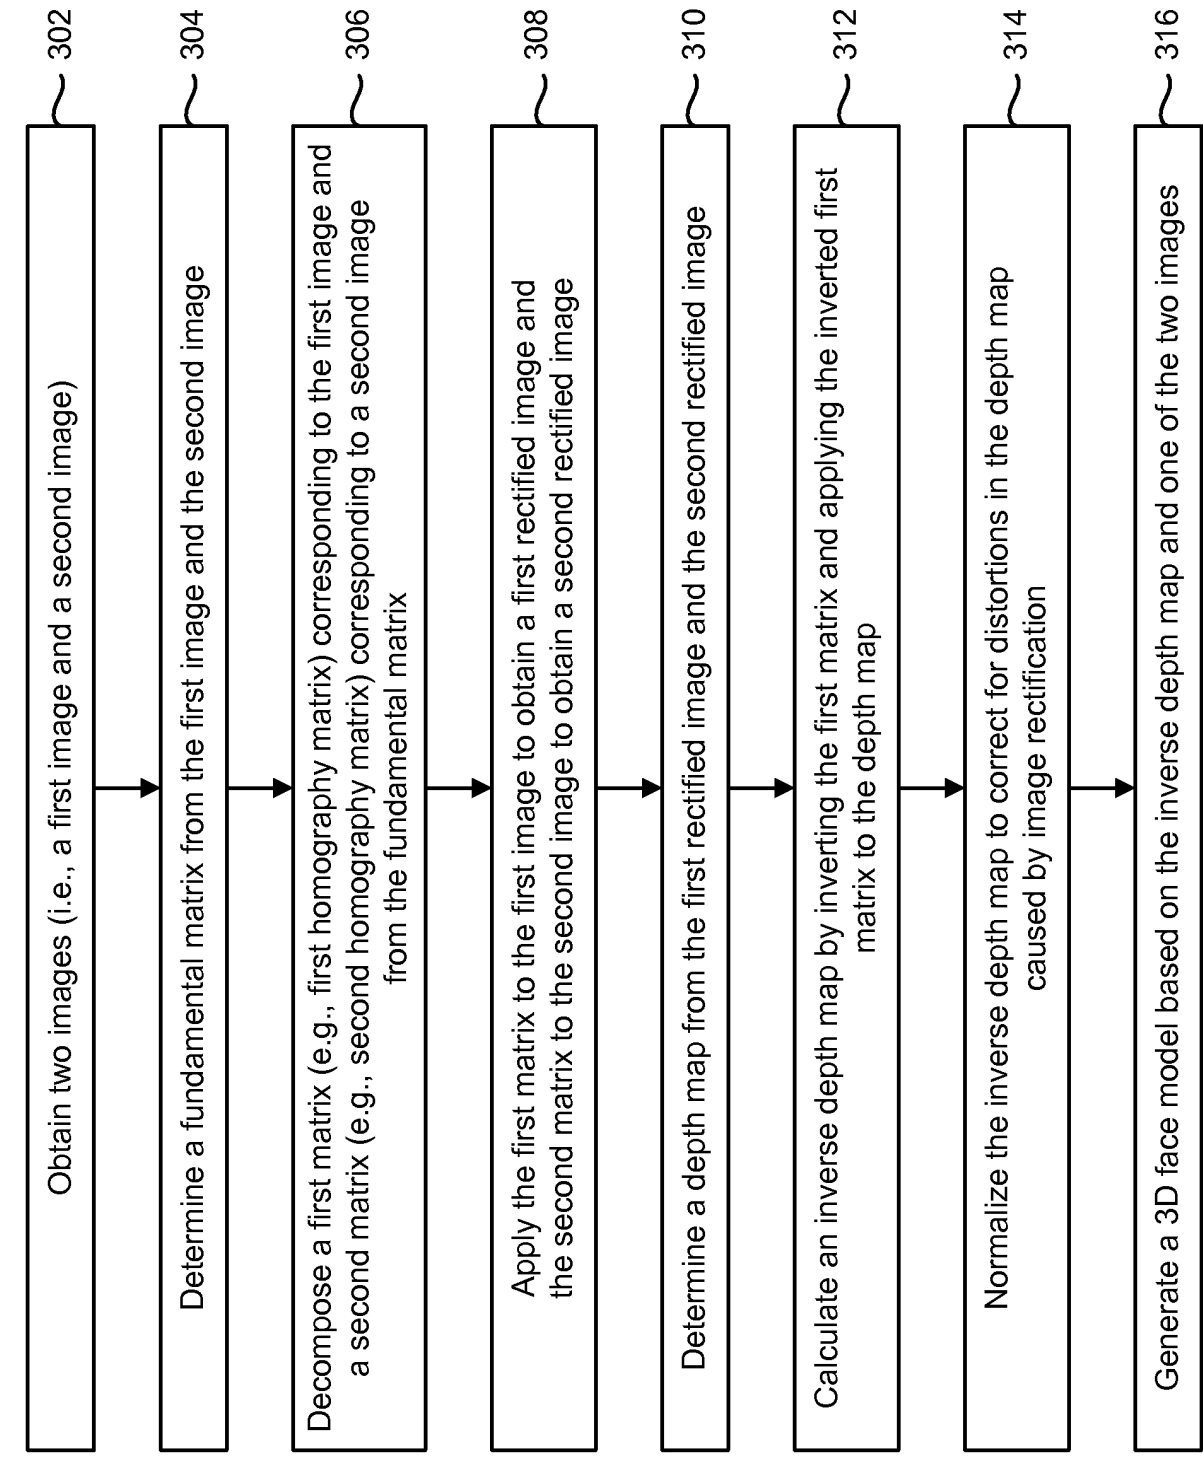 302
Obtain two images (i.e., a first image and a second image)
304
Determine a fundamental matrix from the first image and the second image
306
Decompose a first matrix (e.g., first homography matrix) corresponding to the first image and
a second matrix (e.g., second homography matrix) corresponding to a second image
from the fundamental matrix
308
Apply the first matrix to the first image to obtain a first rectified image and
the second matrix to the second image to obtain a second rectified image
310
Determine a depth map from the first rectified image and the second rectified image
312
Calculate an inverse depth map by inverting the first matrix and applying the inverted first
matrix to the depth map
314
Normalize the inverse depth map to correct for distortions in the depth map
caused by image rectification
316
Generate a 3D face model based on the inverse depth map and one of the two images